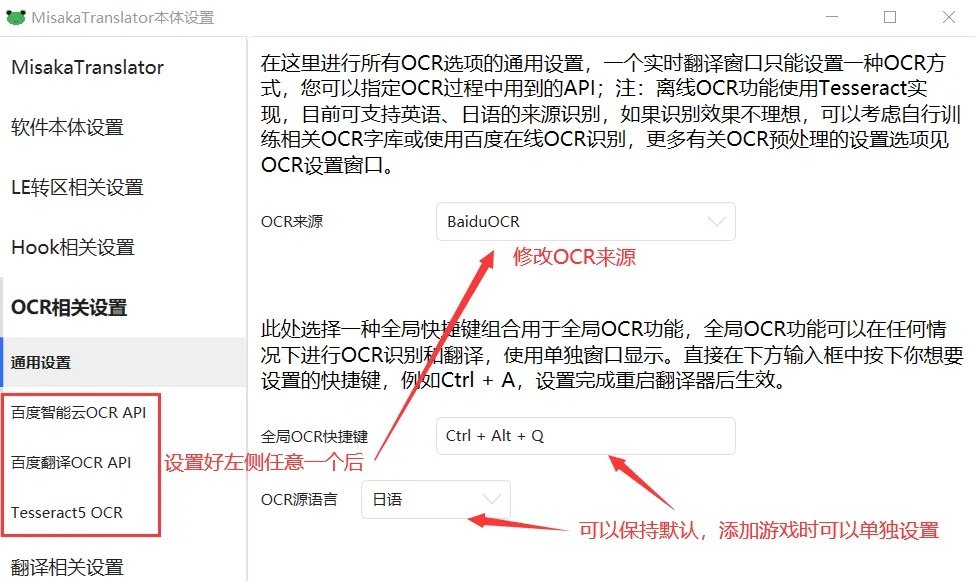 MisakaTranslator本体设置
MisakaTranslator
软件本体设置
LE转区相关设置
Hook相关设置
OCR相关设置
通用设置
百度智能云OCR API
百度翻译OCR API
Tesseract5 OCR
翻译相关设置
在这里进行所有OCR选项的通用设置，一个实时翻译窗口只能设置一种OCR方
式，您可以指定OCR过程中用到的API；注：离线OCR功能使用Tesseract实
现，目前可支持英语、日语的来源识别，如果识别效果不理想，可以考虑自行训
练相关OCR字库或使用百度在线OCR识别，更多有关OCR预处理的设置选项见
OCR设置窗口。
OCR来源
BaiduOCR
修改OCR来源
此处选择一种全局快捷键组合用于全局OCR功能，全局OCR功能可以在任何情
况下进行OCR识别和翻译，使用单独窗口显示。直接在下方输入框中按下你想要
设置的快捷键，例如Ctrl + A，设置完成重启翻译器后生效。
全局OCR快捷键
Ctrl + Alt + Q
设置好左侧任意一个后
OCR源语言
日语
可以保持默认，添加游戏时可以单独设置